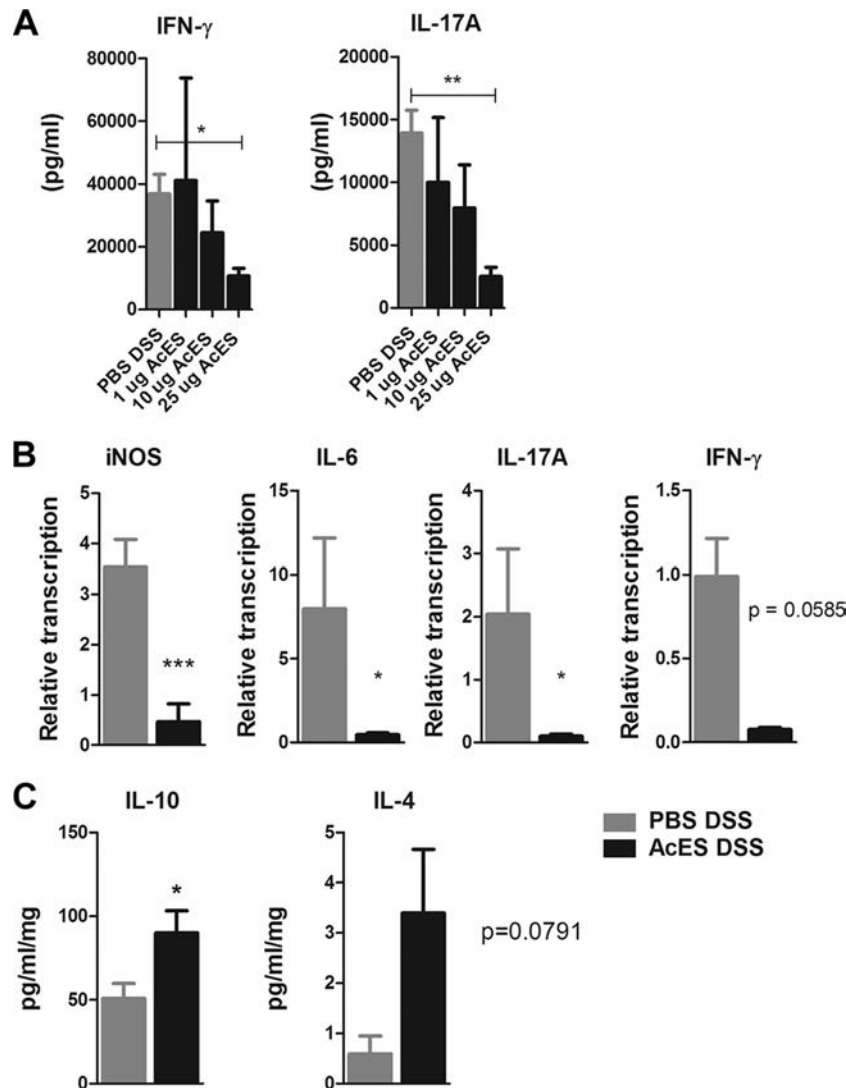 A
IFN-γ
IL-17A
(pg/ml)
80000
60000
40000
20000
0
*
PBS DSS
1 ug AcES
10 ug AcES
25 ug AcES
(pg/ml)
20000
15000
10000
5000
0
**
PBS DSS
1 ug AcES
10 ug AcES
25 ug AcES
B
iNOS
IL-6
IL-17A
IFN-γ
Relative transcription
5
4
3
2
1
0
***
Relative transcription
15
10
5
0
*
Relative transcription
4
3
2
1
0
*
Relative transcription
1.5
1.0
0.5
0.0
p = 0.0585
C
IL-10
IL-4
pg/ml/mg
150
100
50
0
*
pg/ml/mg
5
4
3
2
1
0
p=0.0791
PBS DSS
AcES DSS